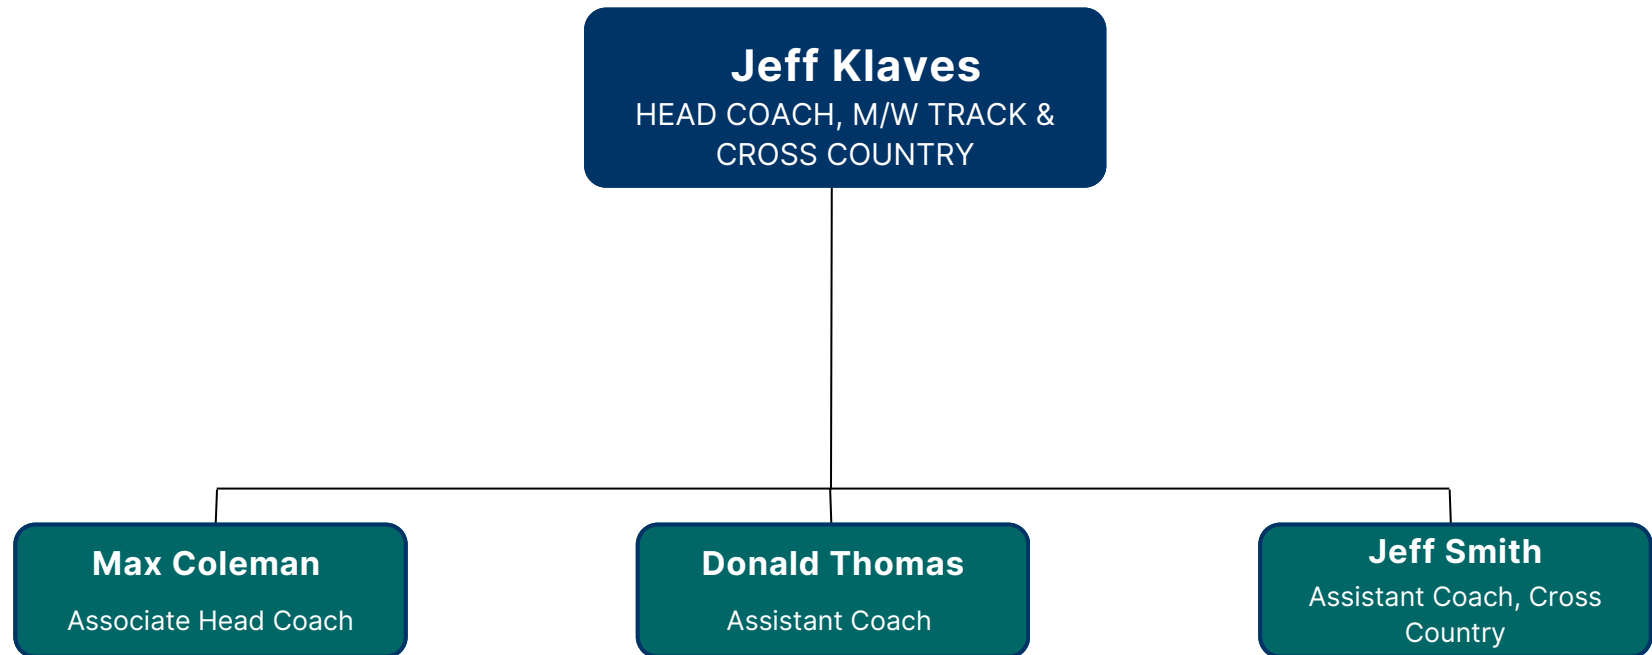 Jeff Klaves
HEAD COACH, M/W TRACK &
CROSS COUNTRY
Max Coleman
Associate Head Coach
Donald Thomas
Assistant Coach
Jeff Smith
Assistant Coach, Cross
Country